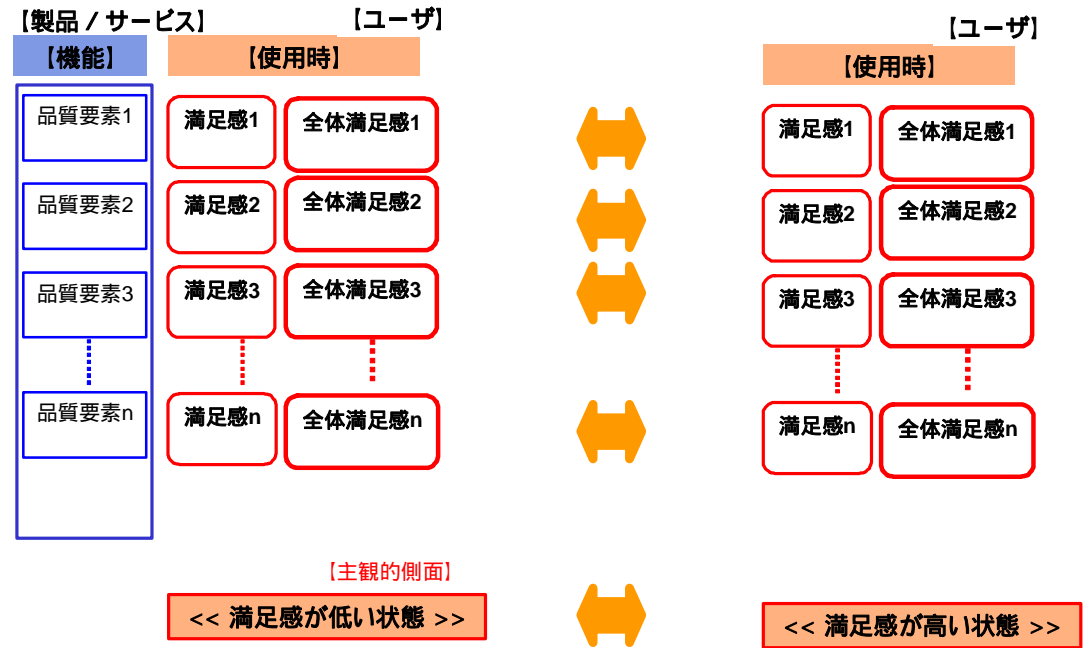 【製品／サービス】 【ユーザ】 【ユーザ】
【機能】 【使用時】 【使用時】
品質要素1 満足感1 全体満足感1 満足感1 全体満足感1
品質要素2 満足感2 全体満足感2 満足感2 全体満足感2
品質要素3 満足感3 全体満足感3 満足感3 全体満足感3
品質要素n 満足感n 全体満足感n 満足感n 全体満足感n
【主観的側面】
<< 満足感が低い状態 >> << 満足感が高い状態 >>